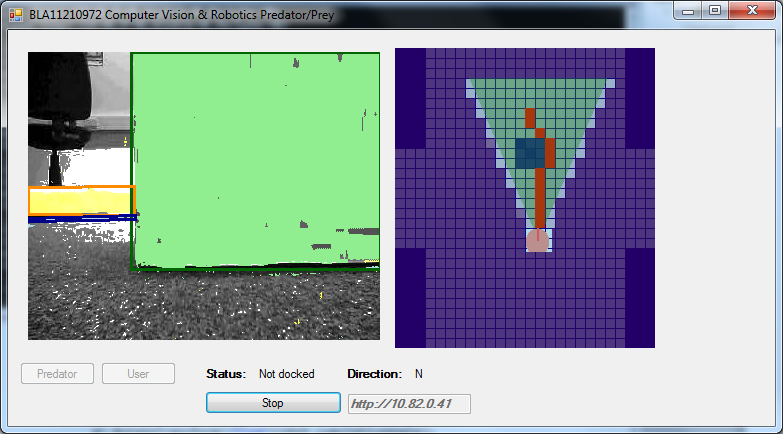 BLA11210972 Computer Vision & Robotics Predator/Prey
Predator
User
Status: Not docked
Direction: N
Stop
http://10.82.0.41